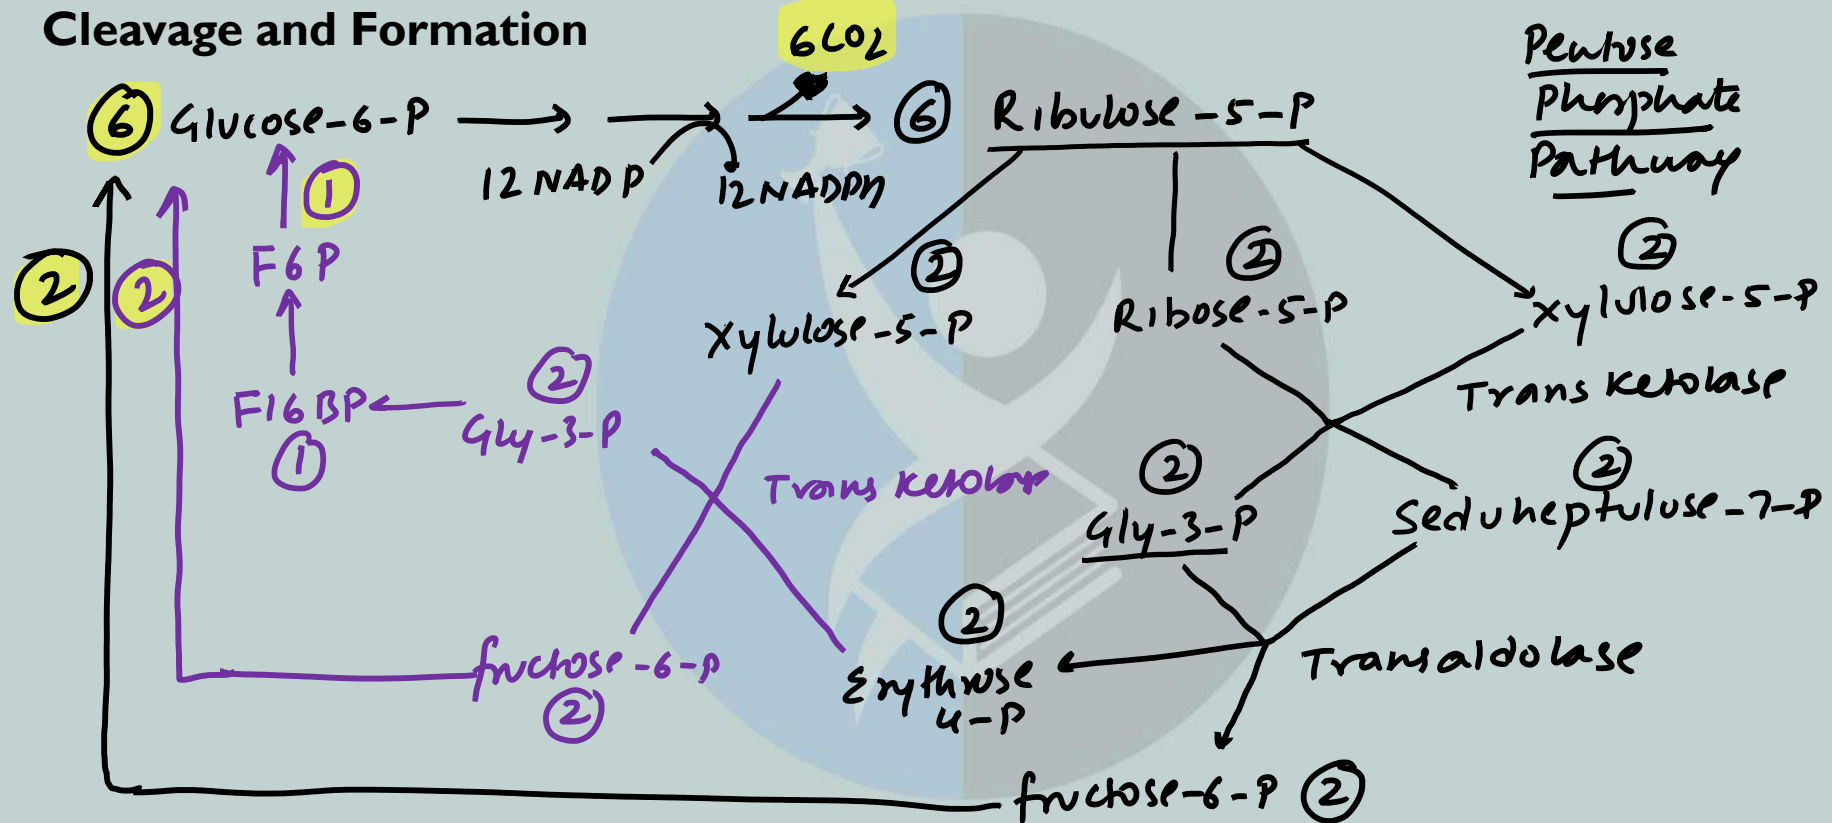 Cleavage and Formation
6CO2
Pentose
Phosphate
Pathway
6 Glucose-6-P
6 Ribulose-5-P
12 NADP
12 NADPH
1
F6P
2
2
2
2
2
Xylulose-5-P
Ribose-5-P
Xylulose-5-P
Trans Ketolase
2
F16BP
1
Gly-3-P
Trans Ketolase
2
Gly-3-P
2
Seduheptulose-7-P
2
Erythrose
4-P
Transaldolase
fructose-6-P
2
fructose-6-P 2